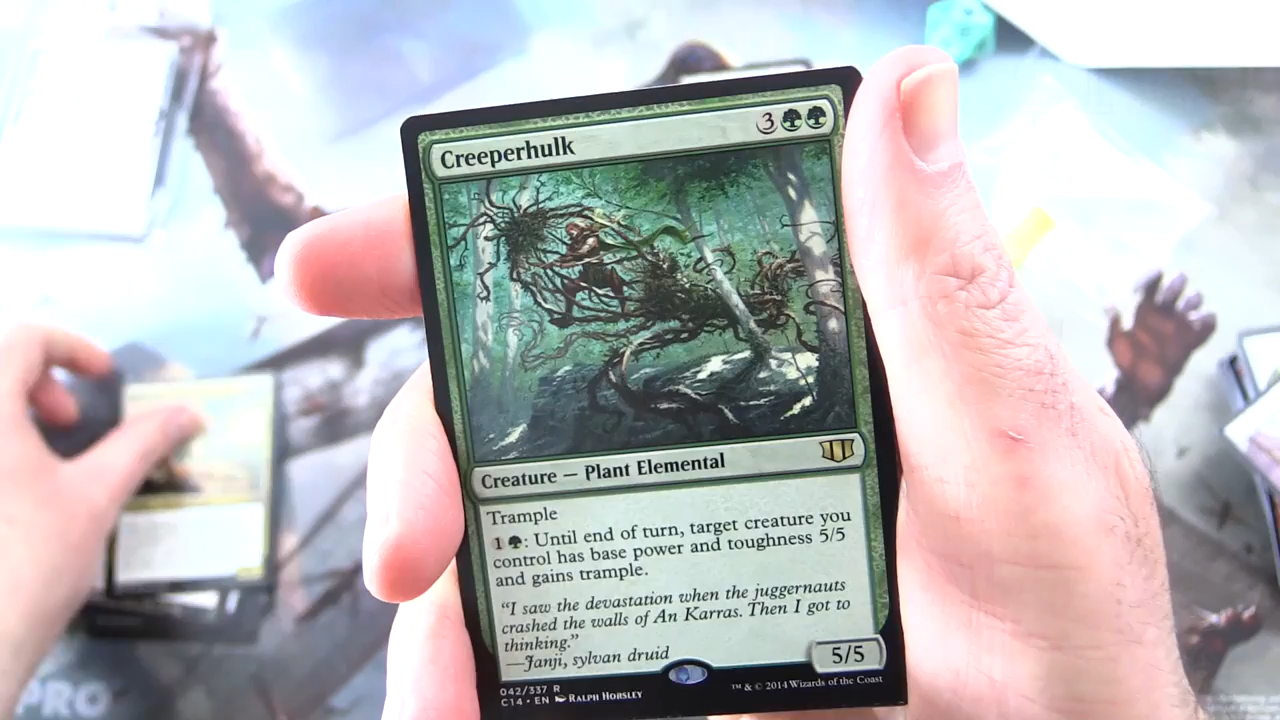 Creeperhulk
3
Creature — Plant Elemental
Trample
1 : Until end of turn, target creature you
control has base power and toughness 5/5
and gains trample.
“I saw the devastation when the juggernauts
crashed the walls of An Karras. Then I got to
thinking.”
—Janji, sylvan druid
5/5
042/337 R
C14 • EN RALPH HORSLEY
™ & © 2014 Wizards of the Coast
PRO